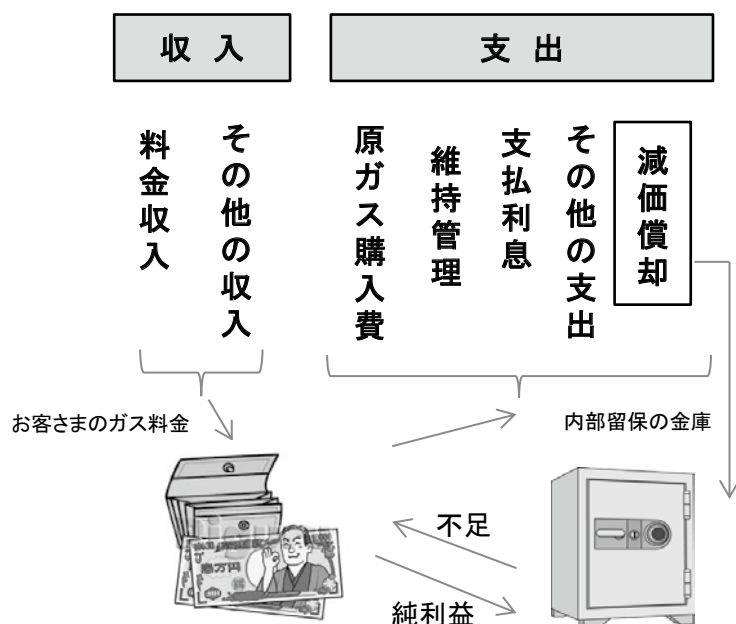 収 入
支 出
料金収入
その他の収入
原ガス購入費
維持管理
支払利息
その他の支出
減価償却
お客さまのガス料金
内部留保の金庫
不足
純利益
壱万円